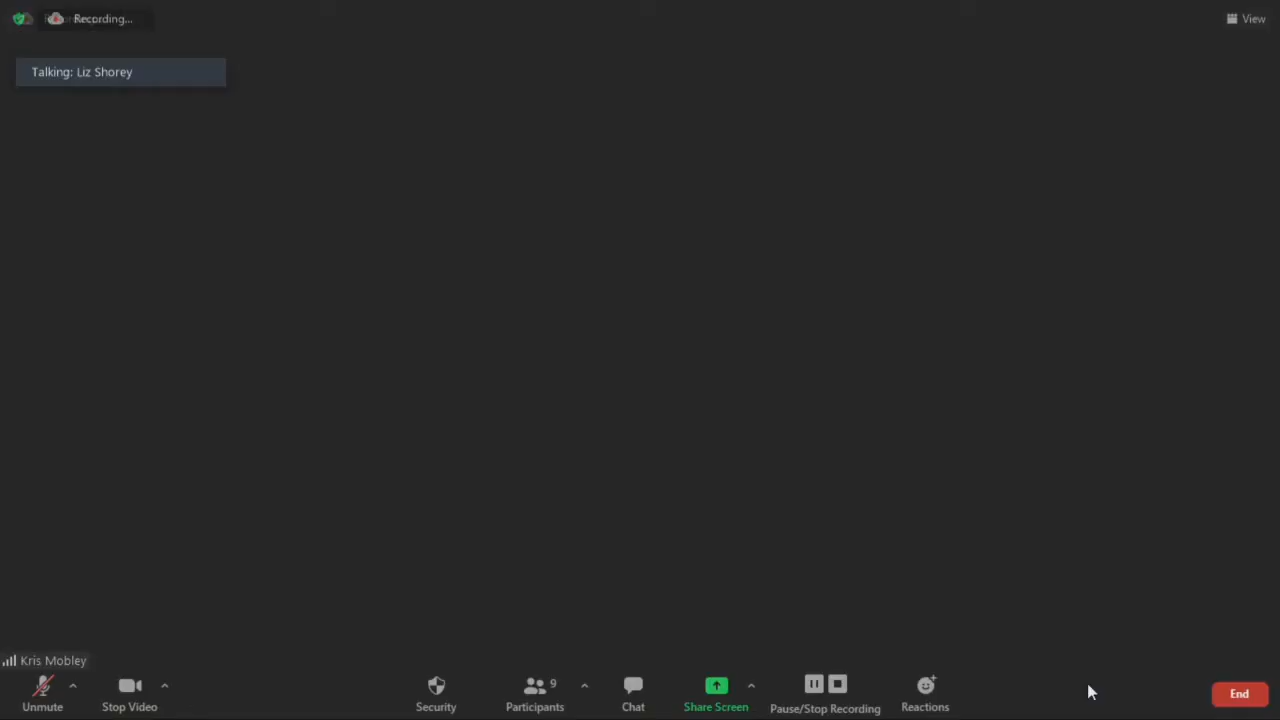 Recording...
View
Talking: Liz Shorey
Kris Mobley
Unmute
Stop Video
Security
9
Participants
Chat
Share Screen
Pause/Stop Recording
Reactions
End